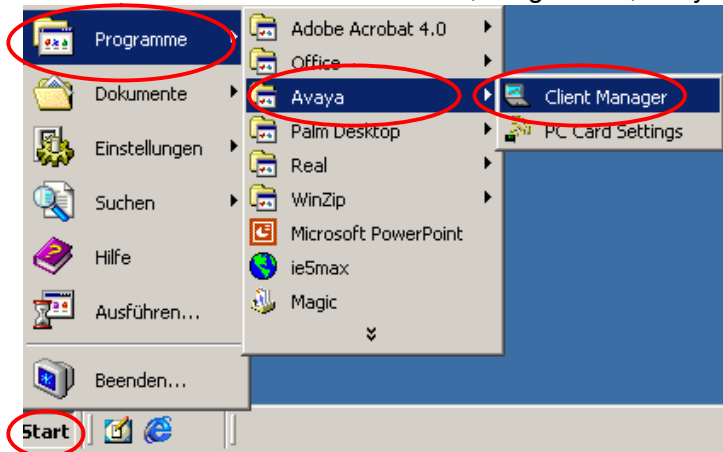 Programme
Dokumente
Einstellungen
Suchen
Hilfe
Ausführen...
Beenden...
Start
Adobe Acrobat 4.0
Office
Avaya
Palm Desktop
Real
WinZip
Microsoft PowerPoint
ie5max
Magic
Client Manager
PC Card Settings